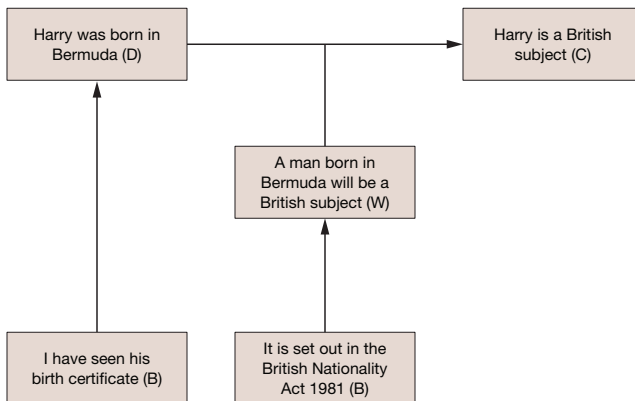 Harry was born in
Bermuda (D)
Harry is a British
subject (C)
A man born in
Bermuda will be a
British subject (W)
I have seen his
birth certificate (B)
It is set out in the
British Nationality
Act 1981 (B)